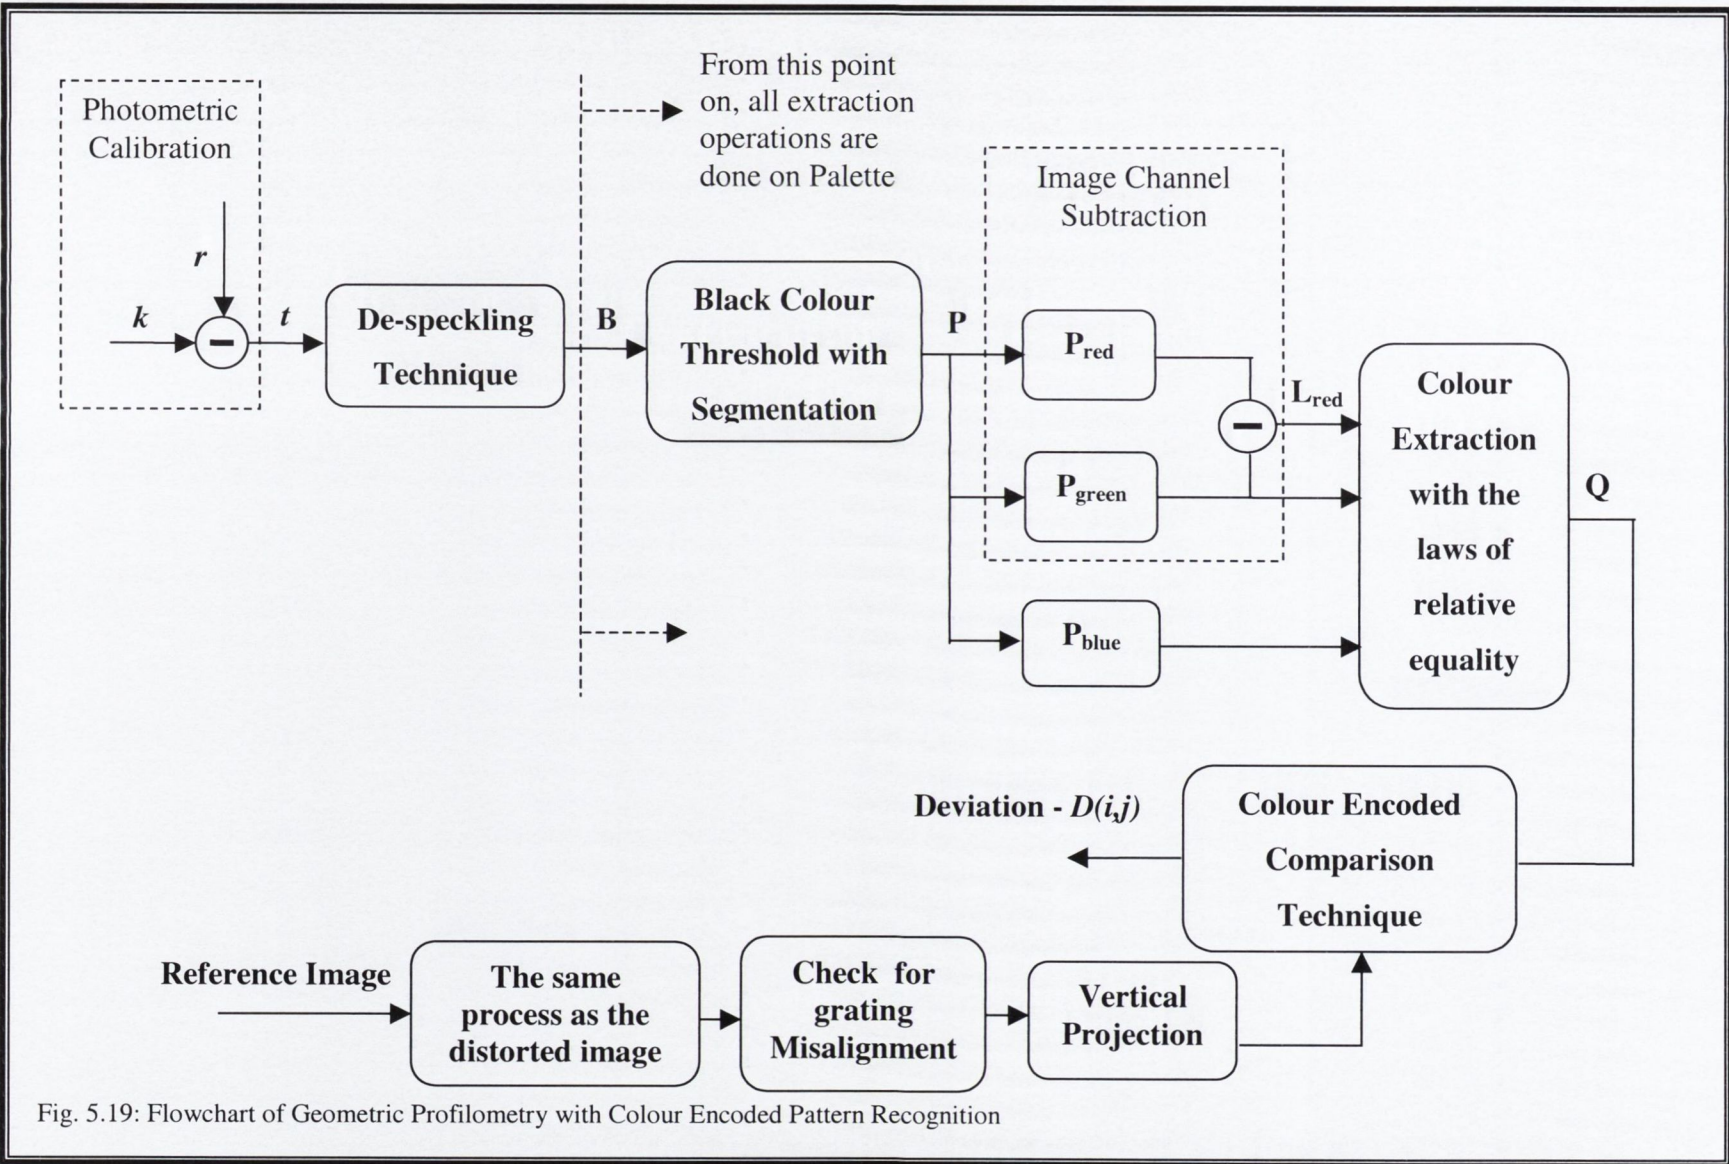 Photometric
Calibration
r
k
t
De-speckling
Technique
B
From this point
on, all extraction
operations are
done on Palette
Black Colour
Threshold with
Segmentation
P
Image Channel
Subtraction
Pred
Pgreen
Pblue
Lred
Colour
Extraction
with the
laws of
relative
equality
Q
Colour Encoded
Comparison
Technique
Deviation - D(i,j)
Reference Image
The same
process as the
distorted image
Check for
grating
Misalignment
Vertical
Projection
Fig. 5.19: Flowchart of Geometric Profilometry with Colour Encoded Pattern Recognition